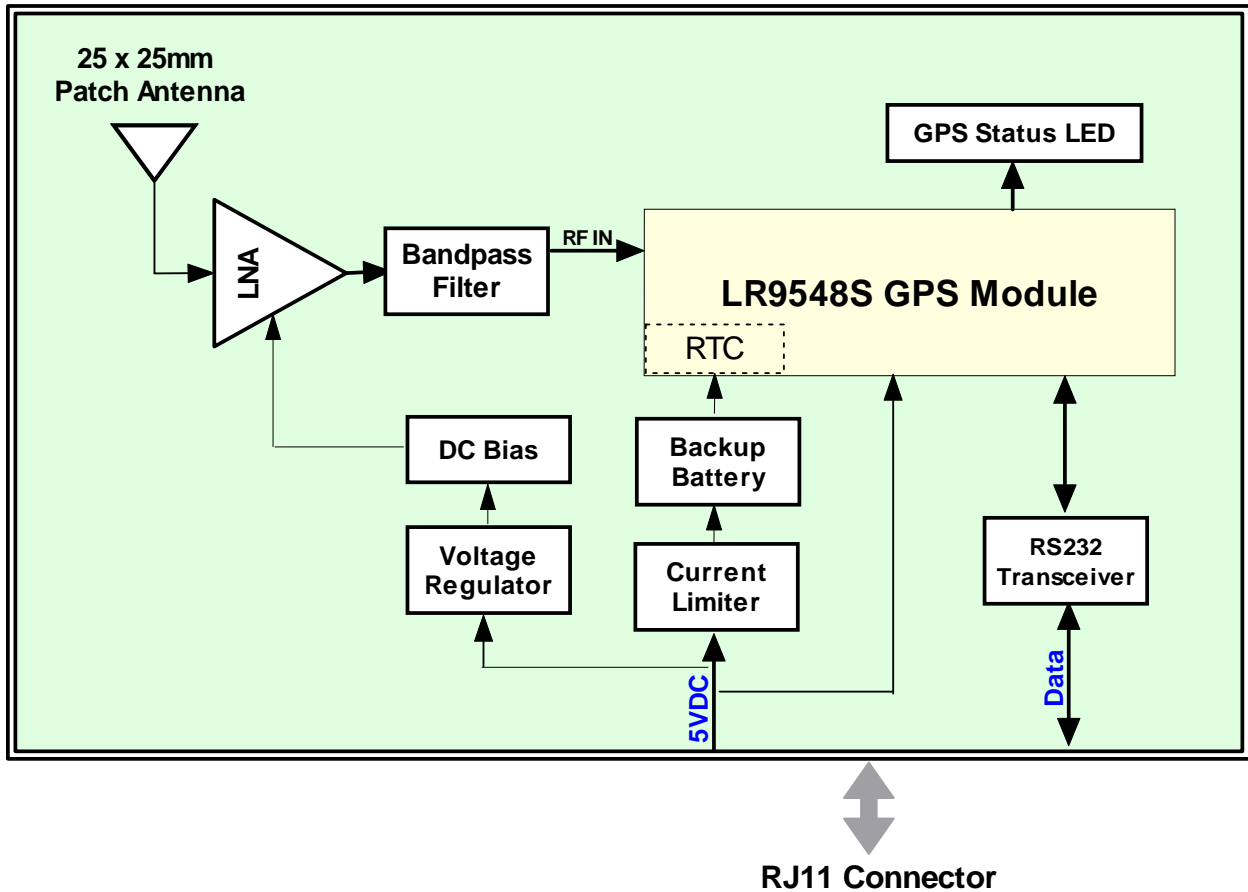 25 x 25mm
Patch Antenna
GPS Status LED
LNA
Bandpass
Filter
RF IN
LR9548S GPS Module
RTC
DC Bias
Backup
Battery
Voltage
Regulator
Current
Limiter
RS232
Transceiver
5VDC
Data
RJ11 Connector